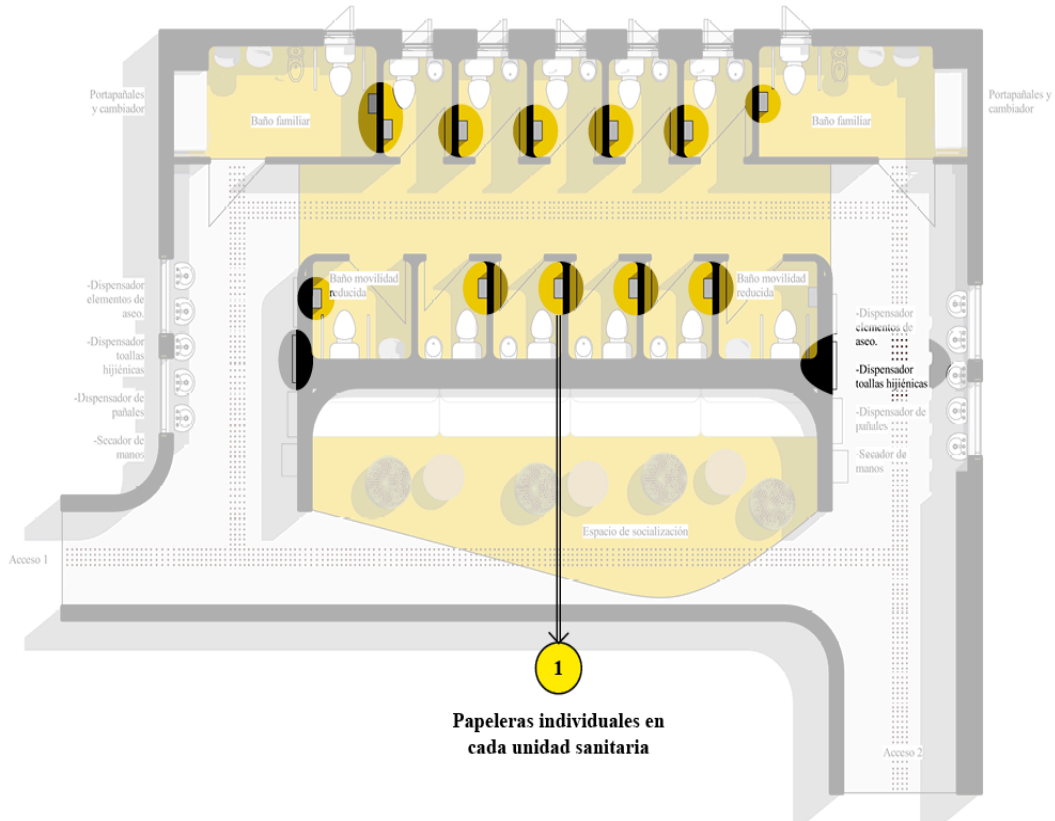 Portapañales
y cambiador
Baño familiar
Baño familiar
Portapañales y
cambiador
Baño movilidad
reducida
Baño movilidad
reducida
-Dispensador
elementos de
aseo.
-Dispensador
toallas
hijiénicas
-Dispensador de
pañales
-Secador de
manos
-Dispensador
elementos de
aseo.
-Dispensador
toallas hijiénicas
-Dispensador de
pañales
-Secador de
manos
Espacio de socialización
Acceso 1
1
Papeleras individuales en
cada unidad sanitaria
Acceso 2